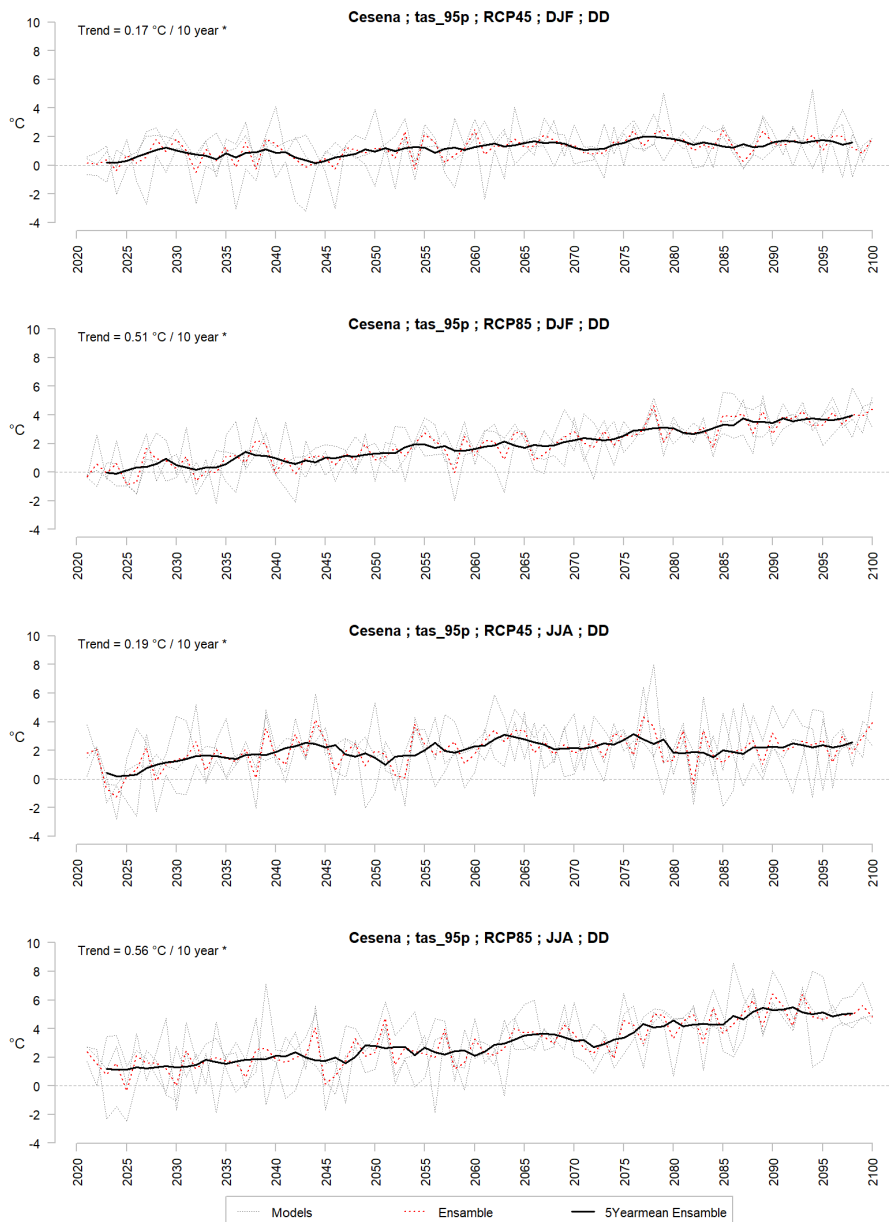 Cesena ; tas_95p ; RCP45 ; DJF ; DD
Trend = 0.17 °C / 10 year *
°C
10
8
6
4
2
0
-2
-4
2020 2025 2030 2035 2040 2045 2050 2055 2060 2065 2070 2075 2080 2085 2090 2095 2100
Cesena ; tas_95p ; RCP85 ; DJF ; DD
Trend = 0.51 °C / 10 year *
°C
10
8
6
4
2
0
-2
-4
2020 2025 2030 2035 2040 2045 2050 2055 2060 2065 2070 2075 2080 2085 2090 2095 2100
Cesena ; tas_95p ; RCP45 ; JJA ; DD
Trend = 0.19 °C / 10 year *
°C
10
8
6
4
2
0
-2
-4
2020 2025 2030 2035 2040 2045 2050 2055 2060 2065 2070 2075 2080 2085 2090 2095 2100
Cesena ; tas_95p ; RCP85 ; JJA ; DD
Trend = 0.56 °C / 10 year *
°C
10
8
6
4
2
0
-2
-4
2020 2025 2030 2035 2040 2045 2050 2055 2060 2065 2070 2075 2080 2085 2090 2095 2100
Models Ensamble 5Yearmean Ensamble